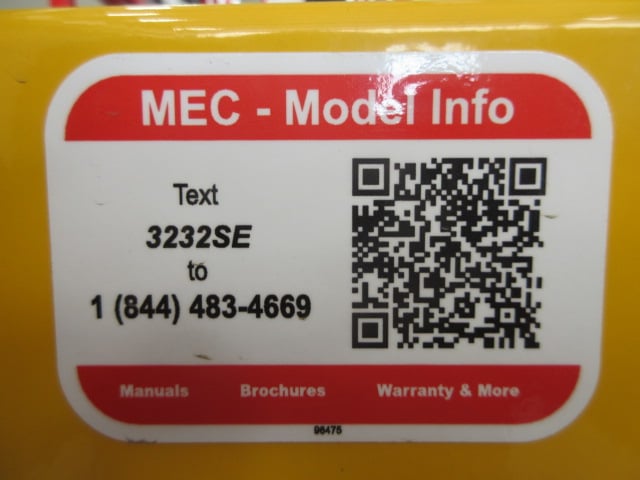 MEC - Model Info
Text
3232SE
to
1 (844) 483-4669
Manuals Brochures Warranty & More
96475